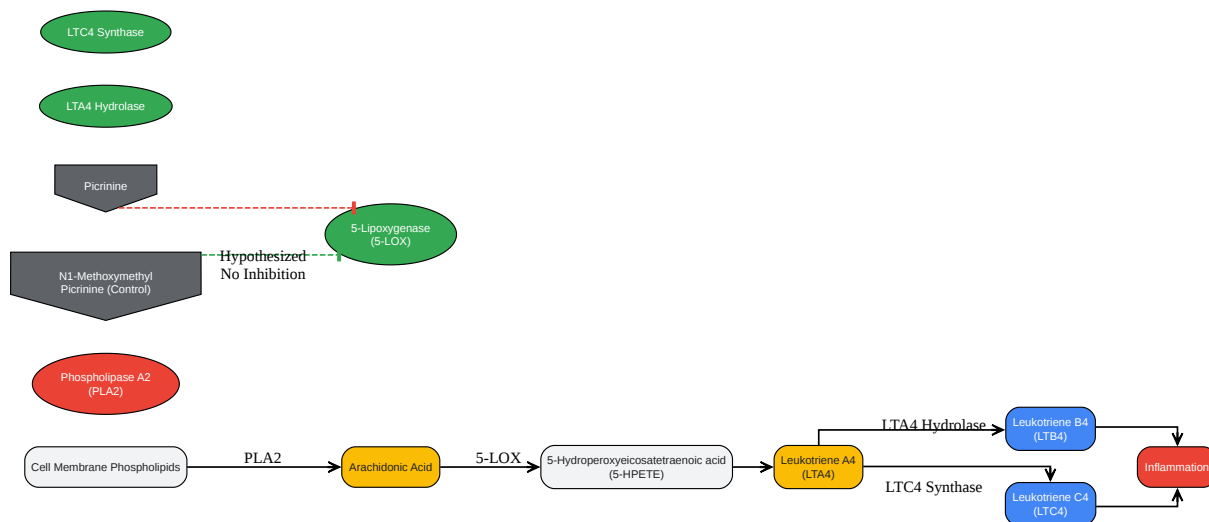 LTC4 Synthase
LTA4 Hydrolase
Picrinine
5-Lipoxygenase
(5-LOX)
Hypothesized
No Inhibition
N1-Methoxymethyl
Picrinine (Control)
Phospholipase A2
(PLA2)
LTA4 Hydrolase
Leukotriene B4
(LTB4)
Cell Membrane Phospholipids
PLA2
Arachidonic Acid
5-LOX
5-Hydroperoxyeicosatetraenoic acid
(5-HPETE)
Leukotriene A4
(LTA4)
LTC4 Synthase
Leukotriene C4
(LTC4)
Inflammation